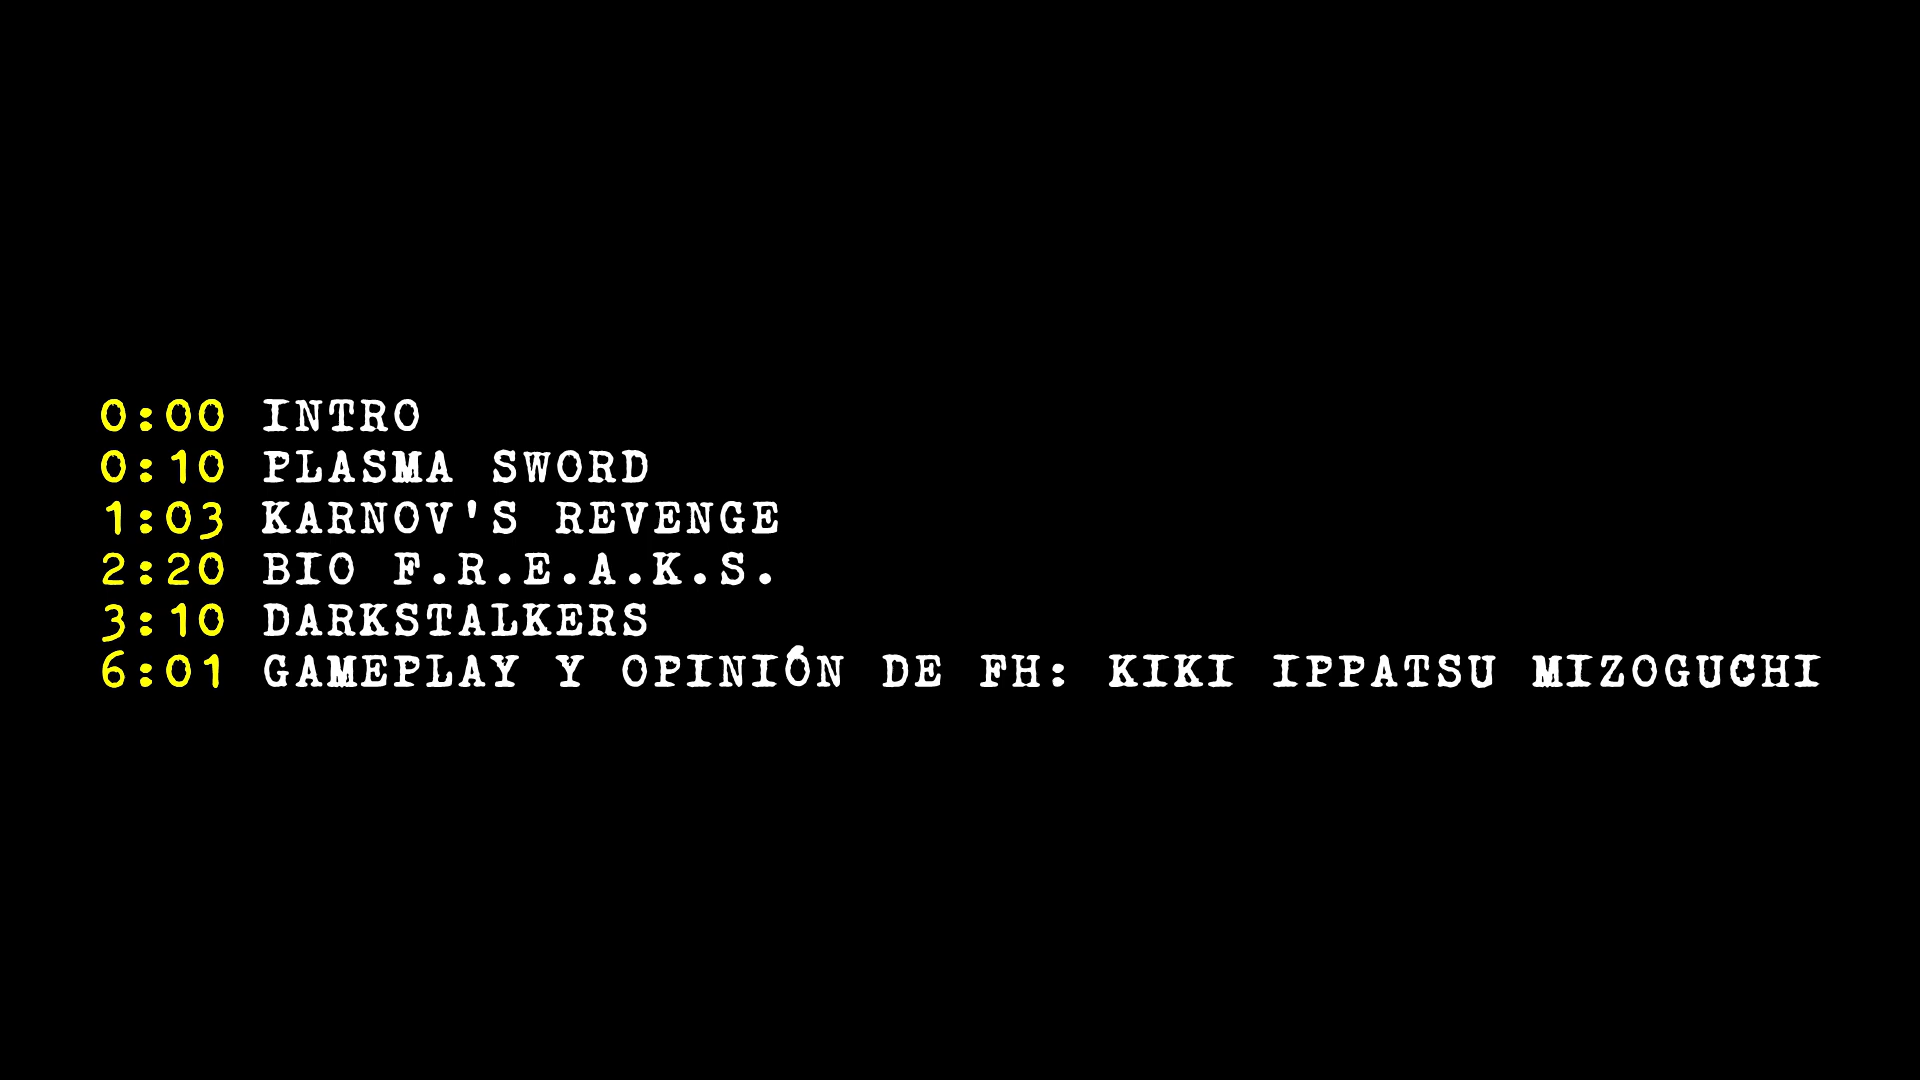 0:00 INTRO
0:10 PLASMA SWORD
1:03 KARNOV'S REVENGE
2:20 BIO F.R.E.A.K.S.
3:10 DARKSTALKERS
6:01 GAMEPLAY Y OPINIÓN DE FH: KIKI IPPATSU MIZOGUCHI